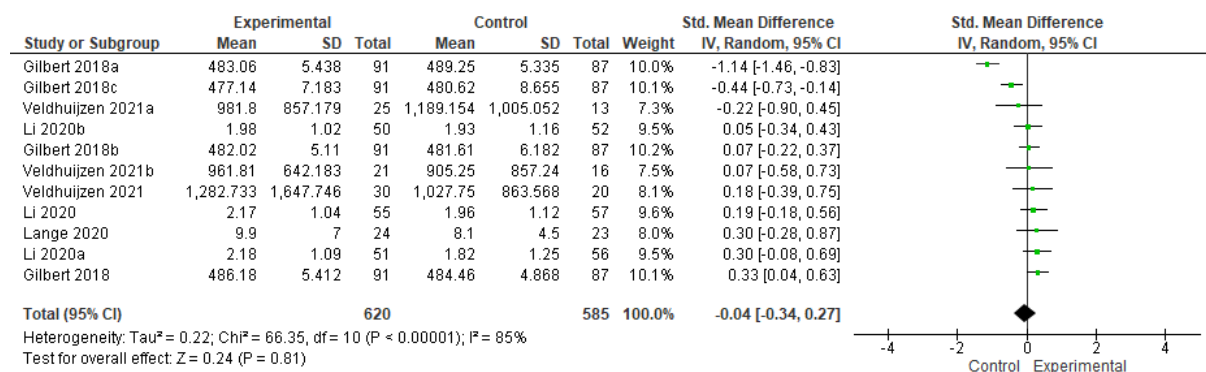 Experimental Control Std. Mean Difference Std. Mean Difference
Study or Subgroup Mean SD Total Mean SD Total Weight IV, Random, 95% CI IV, Random, 95% CI
Gilbert 2018a 483.06 5.438 91 489.25 5.335 87 10.0% -1.14 [-1.46, -0.83]
Gilbert 2018c 477.14 7.183 91 480.62 8.655 87 10.1% -0.44 [-0.73, -0.14]
Veldhuijzen 2021a 981.8 857.179 25 1,189.154 1,005.052 13 7.3% -0.22 [-0.90, 0.45]
Li 2020b 1.98 1.02 50 1.93 1.16 52 9.5% 0.05 [-0.34, 0.43]
Gilbert 2018b 482.02 5.11 91 481.61 6.182 87 10.2% 0.07 [-0.22, 0.37]
Veldhuijzen 2021b 961.81 642.183 21 905.25 857.24 16 7.1% 0.07 [-0.58, 0.73]
Veldhuijzen 2021 1,282.733 1,647.746 30 1,027.75 863.568 20 8.1% 0.18 [-0.39, 0.75]
Li 2020 2.17 1.04 55 1.96 1.12 57 9.6% 0.19 [-0.18, 0.56]
Lange 2020 9.9 7 24 8.1 4.5 23 8.0% 0.30 [-0.28, 0.87]
Li 2020a 2.18 1.09 51 1.82 1.25 56 9.5% 0.30 [-0.08, 0.69]
Gilbert 2018 486.18 5.412 91 484.46 4.868 87 10.1% 0.33 [0.04, 0.63]
Total (95% CI) 620 585 100.0% -0.04 [-0.34, 0.27]
Heterogeneity: Tau² = 0.22; Chi² = 66.35, df = 10 (P < 0.00001); I² = 85%
Test for overall effect: Z = 0.24 (P = 0.81)
-4 -2 0 2 4
Control Experimental